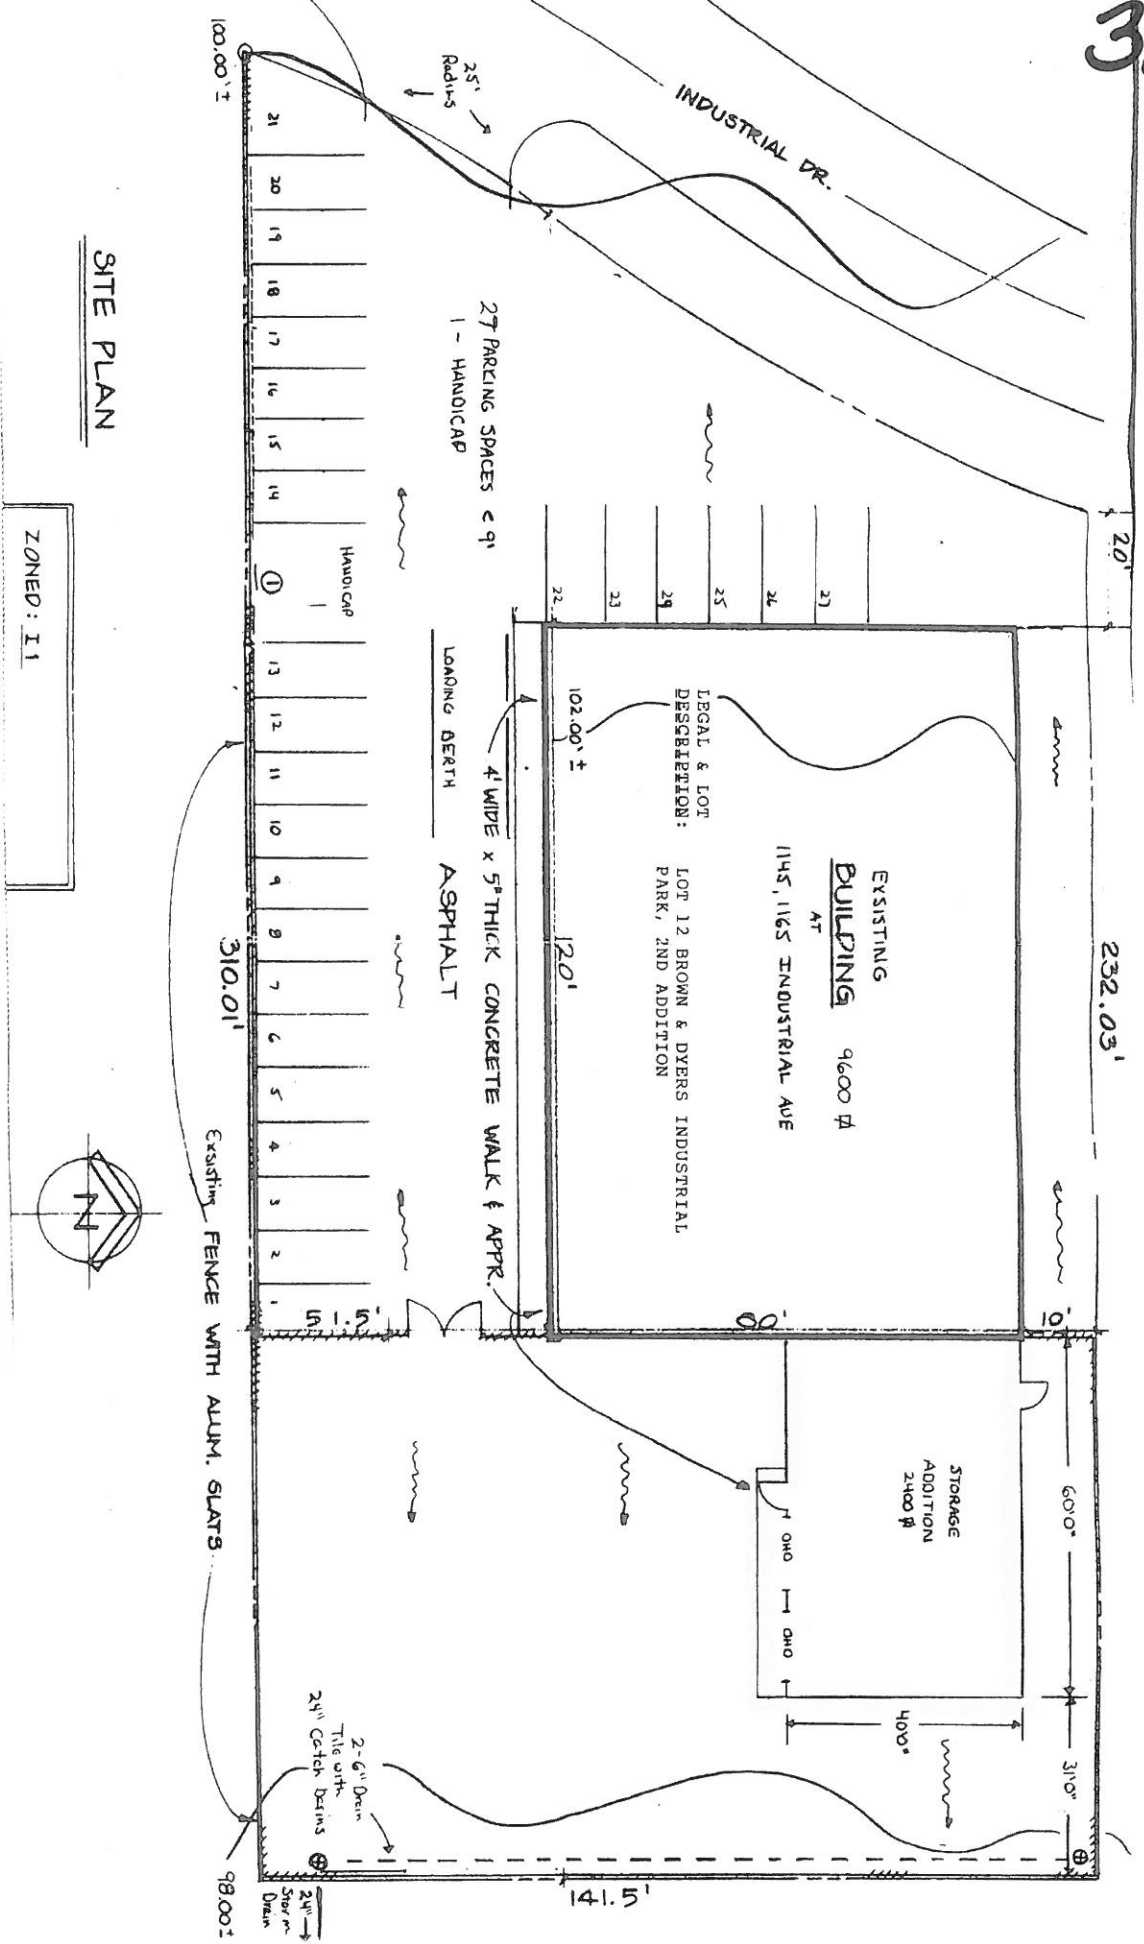 3
INDUSTRIAL DR.
25'
Radius
100.00'±
21
20
19
18
17
16
15
14
HANDICAP
1
13
12
11
10
9
8
7
6
5
4
3
2
1
27 PARKING SPACES @ 9'
1 - HANDICAP
22
23
24
25
26
27
20'
232.03'
10'
LOADING BERTH
ASPHALT
4' WIDE x 5" THICK CONCRETE WALK & APPR.
102.00'±
120'
LEGAL & LOT
DESCRIPTION:
LOT 12 BROWN & DYERS INDUSTRIAL
PARK, 2ND ADDITION
EXSISTING
BUILDING 9600
AT
1145, 1165 INDUSTRIAL AVE
51.5'
STORAGE
ADDITION
2400
60'0"
31'0"
40'0"
OHD
OHD
310.01'
Exsisting FENCE WITH ALUM. SLATS
2-6" Drain
Tile with
24" Catch basins
24"
Storm
Drain
98.00±
141.5'
N
SITE PLAN
ZONED: I1